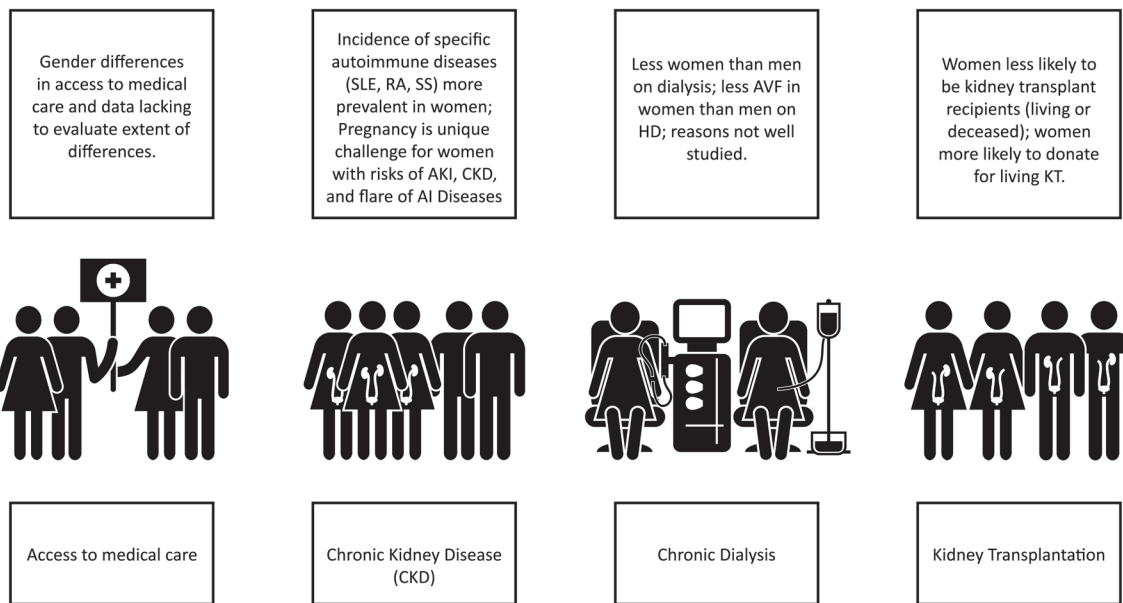 Gender differences
in access to medical
care and data lacking
to evaluate extent of
differences.
Incidence of specific
autoimmune diseases
(SLE, RA, SS) more
prevalent in women;
Pregnancy is unique
challenge for women
with risks of AKI, CKD,
and flare of AI Diseases
Less women than men
on dialysis; less AVF in
women than men on
HD; reasons not well
studied.
Women less likely to
be kidney transplant
recipients (living or
deceased); women
more likely to donate
for living KT.
Access to medical care
Chronic Kidney Disease
(CKD)
Chronic Dialysis
Kidney Transplantation